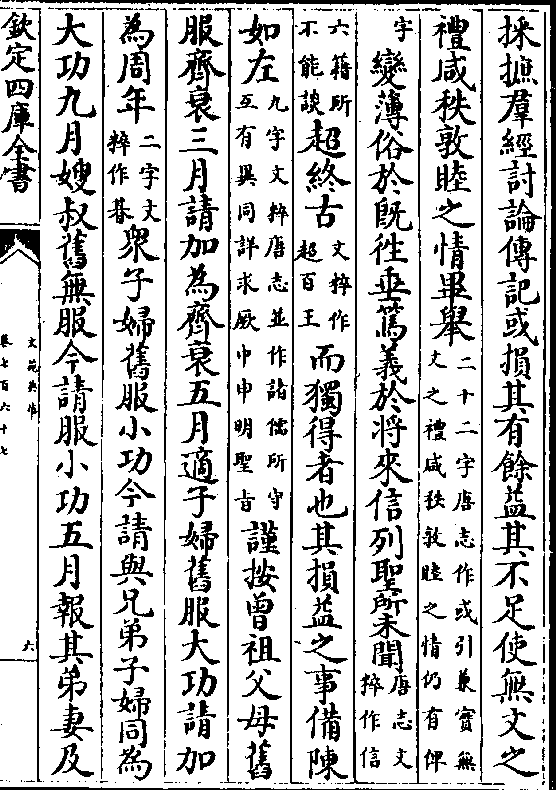 採摭羣經討論傳記或損其有餘益其不足使無文之
禮咸秩敦睦之情畢舉二十二字唐志作或引兼實無文之禮咸秩敦睦之情仍有俾
字變薄俗於既徃垂篤義於將來信列聖所未聞唐志文粹作信
六籍所不能談超終古文粹作超百王而獨得者也其損益之事備陳
如左九字文粹唐志並作諸儒所守互有異同詳求厥中申明聖旨謹按曾祖父母舊
服齊衰三月請加為齊衰五月適子婦舊服大功請加
為周年二字文粹作朞衆子婦舊服小功今請與兄弟子婦同為
大功九月嫂叔舊無服今請服小功五月報其弟妻及
欽定四庫全書
文苑英華
卷七百六十七
六